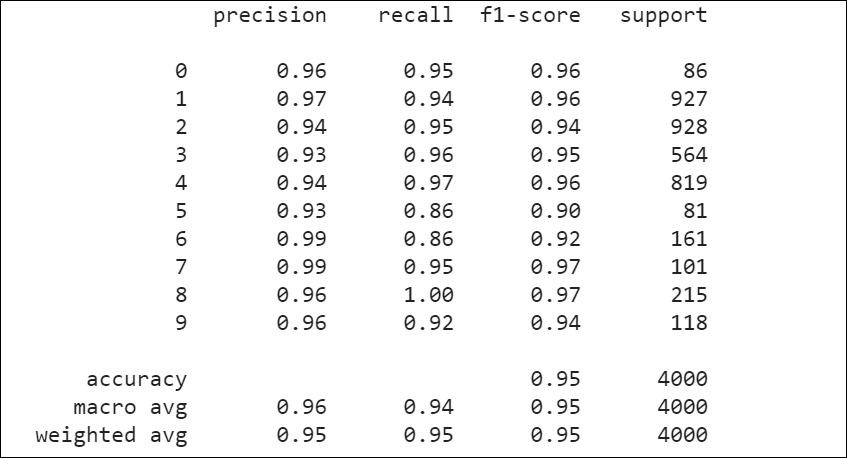 precision recall f1-score support
0 0.96 0.95 0.96 86
1 0.97 0.94 0.96 927
2 0.94 0.95 0.94 928
3 0.93 0.96 0.95 564
4 0.94 0.97 0.96 819
5 0.93 0.86 0.90 81
6 0.99 0.86 0.92 161
7 0.99 0.95 0.97 101
8 0.96 1.00 0.97 215
9 0.96 0.92 0.94 118
accuracy 0.95 4000
macro avg 0.96 0.94 0.95 4000
weighted avg 0.95 0.95 0.95 4000